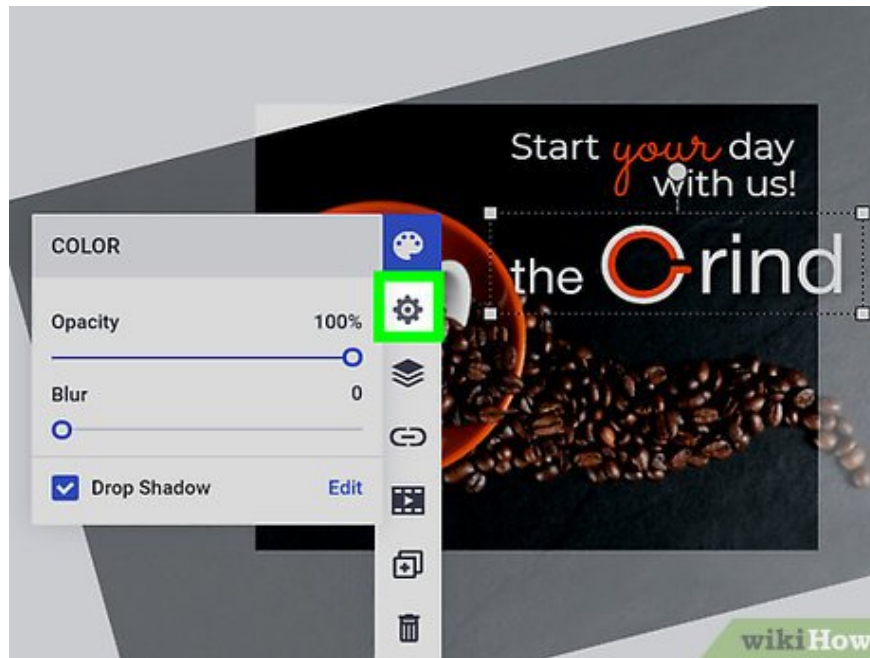 Start your day
with us!
the Grind
COLOR
Opacity 100%
Blur 0
Drop Shadow Edit
wikiHow